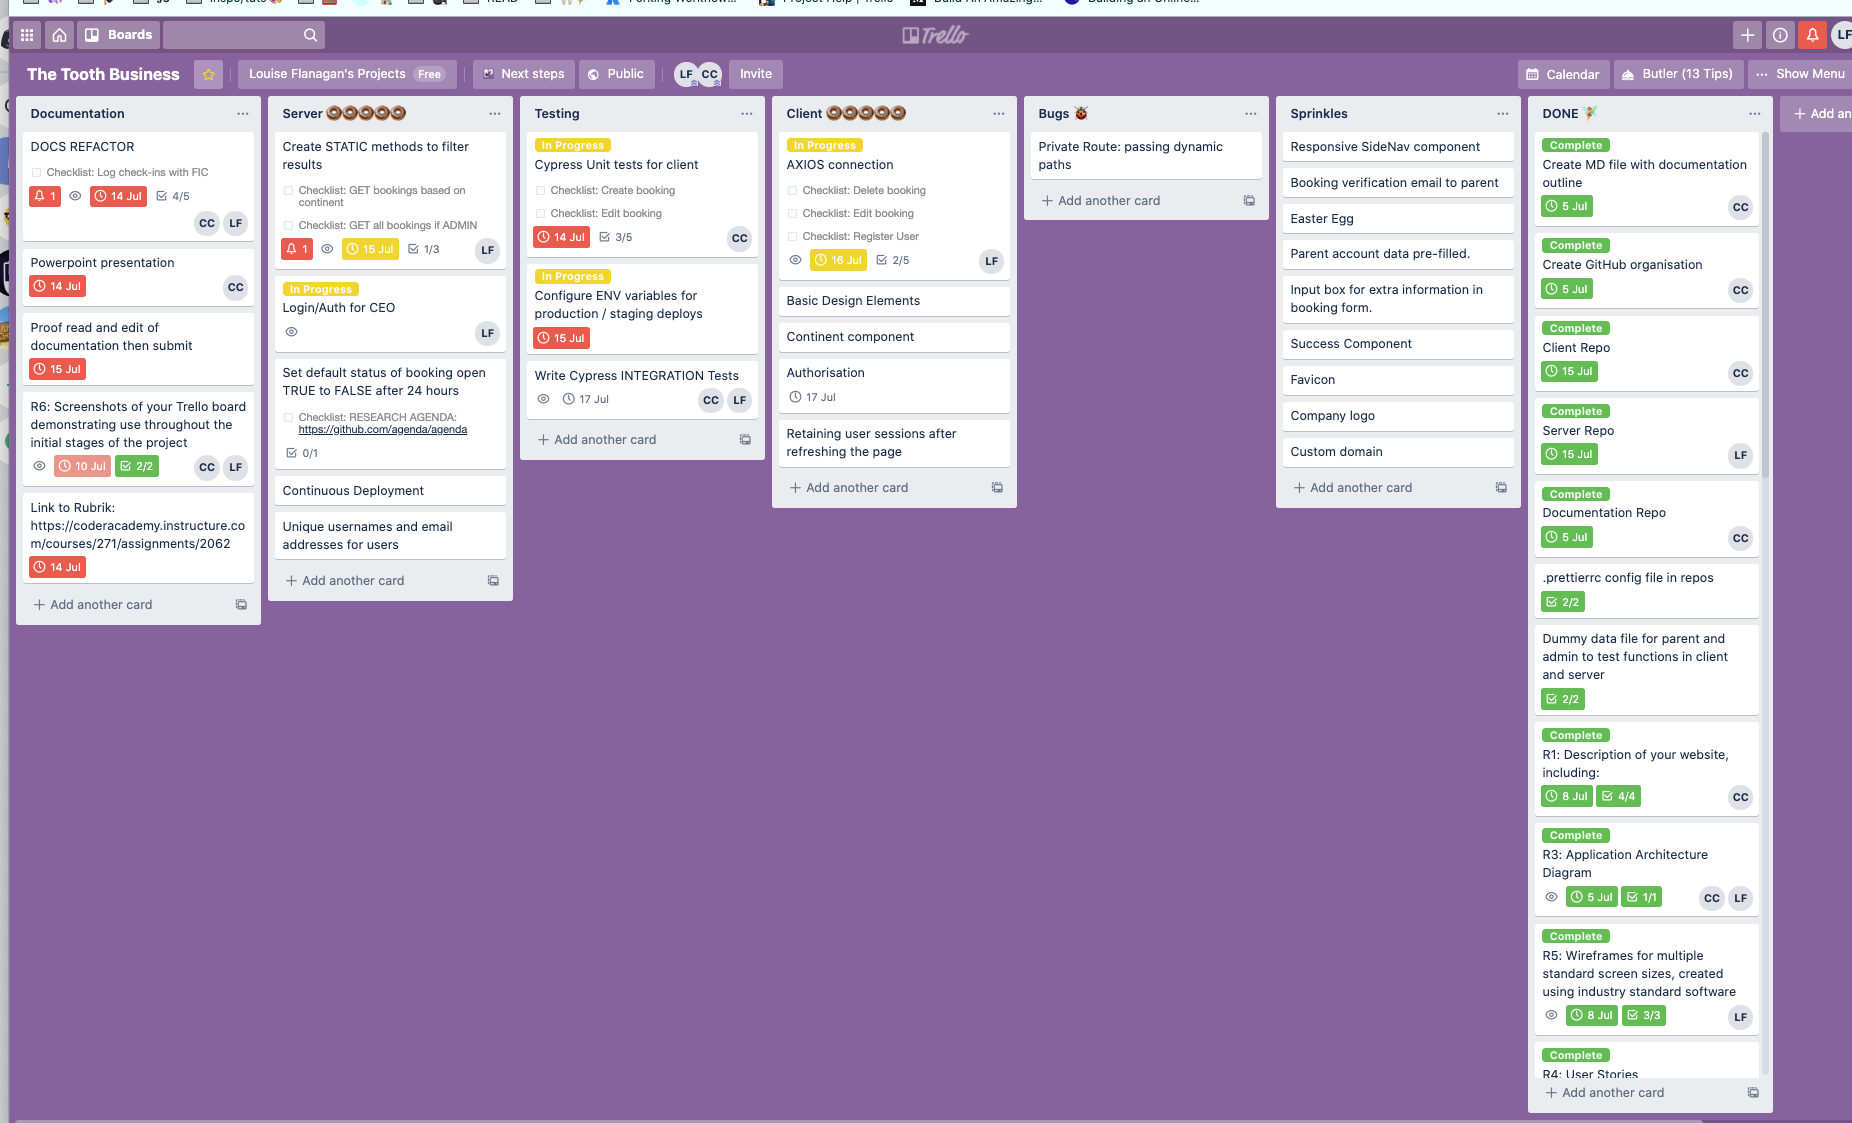 Boards
Trello
LF
The Tooth Business
Louise Flanagan's Projects Free
Next steps
Public
LF CC
Invite
Calendar
Butler (13 Tips)
Show Menu
Documentation
DOCS REFACTOR
Checklist: Log check-ins with FIC
1
14 Jul
4/5
CC LF
Powerpoint presentation
14 Jul
CC
Proof read and edit of
documentation then submit
15 Jul
R6: Screenshots of your Trello board
demonstrating use throughout the
initial stages of the project
10 Jul
2/2
CC LF
Link to Rubrik:
https://coderacademy.instructure.co
m/courses/271/assignments/2062
14 Jul
+ Add another card
Server
Create STATIC methods to filter
results
Checklist: GET bookings based on
continent
Checklist: GET all bookings if ADMIN
1
15 Jul
1/3
LF
In Progress
Login/Auth for CEO
LF
Set default status of booking open
TRUE to FALSE after 24 hours
Checklist: RESEARCH AGENDA:
https://github.com/agenda/agenda
0/1
Continuous Deployment
Unique usernames and email
addresses for users
+ Add another card
Testing
In Progress
Cypress Unit tests for client
Checklist: Create booking
Checklist: Edit booking
14 Jul
3/5
CC
In Progress
Configure ENV variables for
production / staging deploys
15 Jul
Write Cypress INTEGRATION Tests
17 Jul
CC LF
+ Add another card
Client
In Progress
AXIOS connection
Checklist: Delete booking
Checklist: Edit booking
Checklist: Register User
16 Jul
2/5
LF
Basic Design Elements
Continent component
Authorisation
17 Jul
Retaining user sessions after
refreshing the page
+ Add another card
Bugs
Private Route: passing dynamic
paths
+ Add another card
Sprinkles
Responsive SideNav component
Booking verification email to parent
Easter Egg
Parent account data pre-filled.
Input box for extra information in
booking form.
Success Component
Favicon
Company logo
Custom domain
+ Add another card
DONE
Complete
Create MD file with documentation
outline
5 Jul
CC
Complete
Create GitHub organisation
5 Jul
CC
Complete
Client Repo
15 Jul
CC
Complete
Server Repo
15 Jul
LF
Complete
Documentation Repo
5 Jul
CC
.prettierrc config file in repos
2/2
Dummy data file for parent and
admin to test functions in client
and server
2/2
Complete
R1: Description of your website,
including:
8 Jul
4/4
CC
Complete
R3: Application Architecture
Diagram
5 Jul
1/1
CC LF
Complete
R5: Wireframes for multiple
standard screen sizes, created
using industry standard software
8 Jul
3/3
LF
Complete
R4: User Stories
+ Add another card
+ Add an